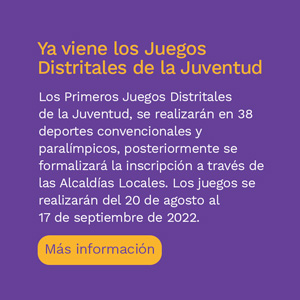 Ya viene los Juegos
Distritales de la Juventud
Los Primeros Juegos Distritales
de la Juventud, se realizarán en 38
deportes convencionales y
paralímpicos, posteriormente se
formalizará la inscripción a través de
las Alcaldías Locales. Los juegos se
realizarán del 20 de agosto al
17 de septiembre de 2022.
Más información